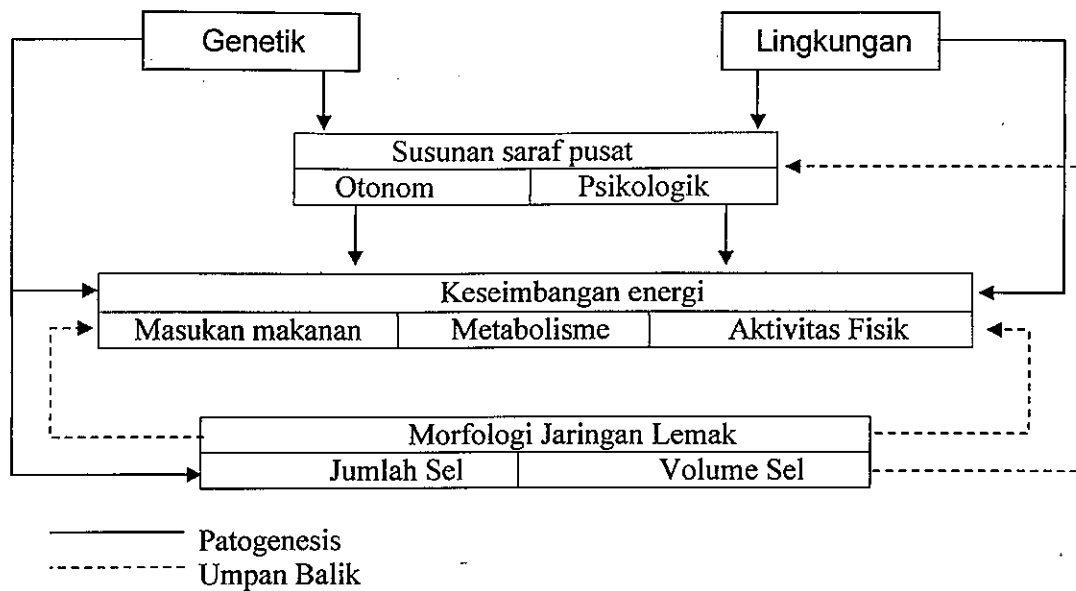 Genetik
Lingkungan
Susunan saraf pusat
Otonom
Psikologik
Keseimbangan energi
Masukan makanan
Metabolisme
Aktivitas Fisik
Morfologi Jaringan Lemak
Jumlah Sel
Volume Sel
Patogenesis
Umpan Balik